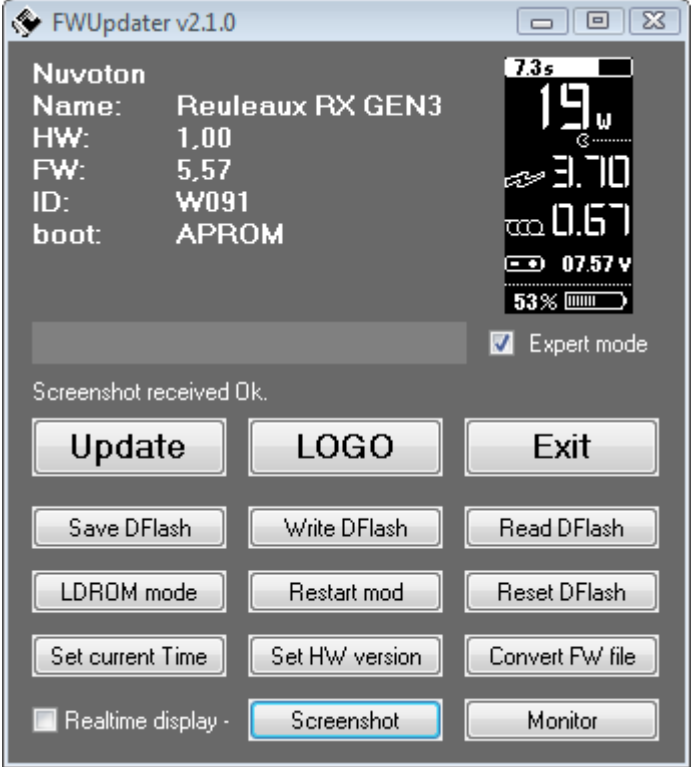 FWUpdater v2.1.0
Nuvoton
Name: Reuleaux RX GEN3
HW: 1,00
FW: 5,57
ID: W091
boot: APROM
7.3s
19w
3.70
0.67
07.57 v
53%
Expert mode
Screenshot received Ok.
Update LOGO Exit
Save DFlash Write DFlash Read DFlash
LDROM mode Restart mod Reset DFlash
Set current Time Set HW version Convert FW file
Realtime display - Screenshot Monitor